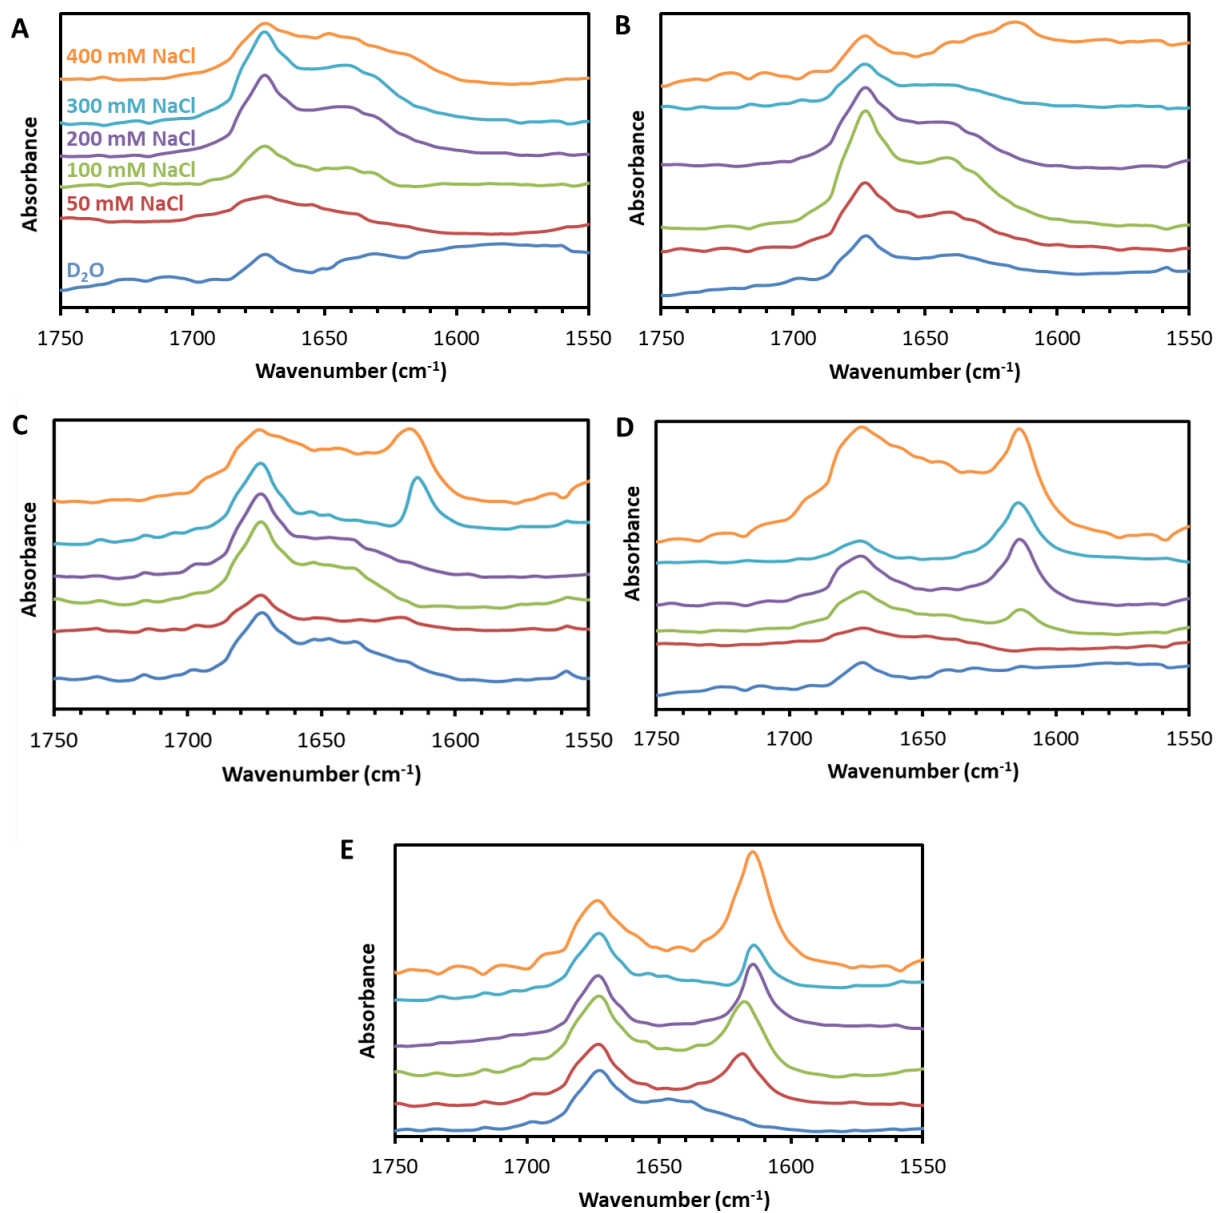 A
400 mM NaCl
300 mM NaCl
200 mM NaCl
100 mM NaCl
50 mM NaCl
D₂O
Absorbance
1750 1700 1650 1600 1550
Wavenumber (cm⁻¹)
B
Absorbance
1750 1700 1650 1600 1550
Wavenumber (cm⁻¹)
C
Absorbance
1750 1700 1650 1600 1550
Wavenumber (cm⁻¹)
D
Absorbance
1750 1700 1650 1600 1550
Wavenumber (cm⁻¹)
E
Absorbance
1750 1700 1650 1600 1550
Wavenumber (cm⁻¹)